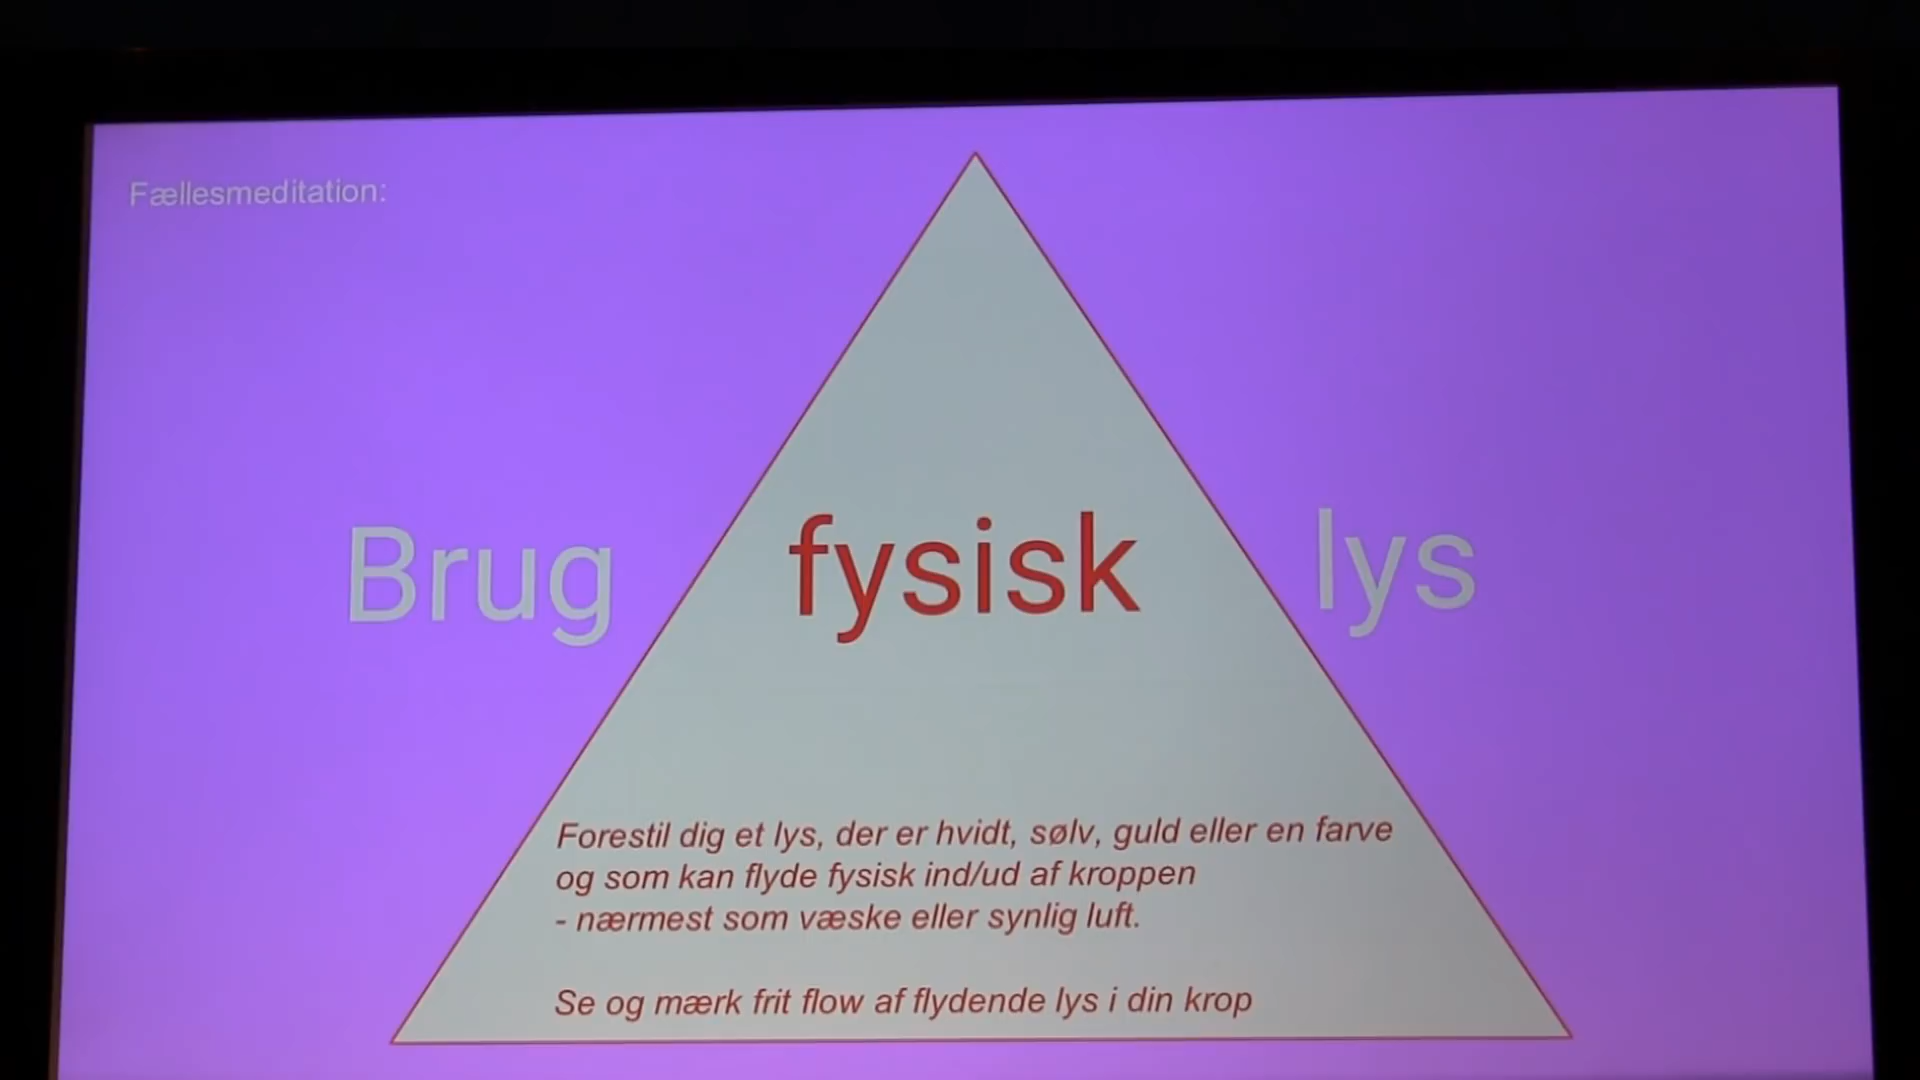 Fællesmeditation:
Brug fysisk lys
Forestil dig et lys, der er hvidt, sølv, guld eller en farve
og som kan flyde fysisk ind/ud af kroppen
- nærmest som væske eller synlig luft.
Se og mærk frit flow af flydende lys i din krop